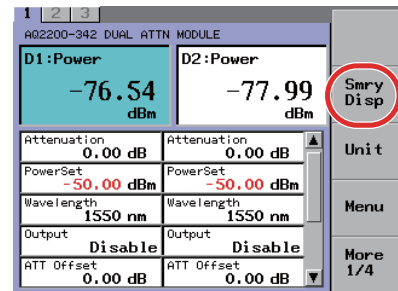 1 2 3
AQ2200-342 DUAL ATTN MODULE
D1:Power D2:Power
-76.54 dBm -77.99 dBm
Smry Disp
Attenuation 0.00 dB Attenuation 0.00 dB
Unit
PowerSet -50.00 dBm PowerSet -50.00 dBm
Wavelength 1550 nm Wavelength 1550 nm
Menu
Output Disable Output Disable
ATT Offset 0.00 dB ATT Offset 0.00 dB
More 1/4